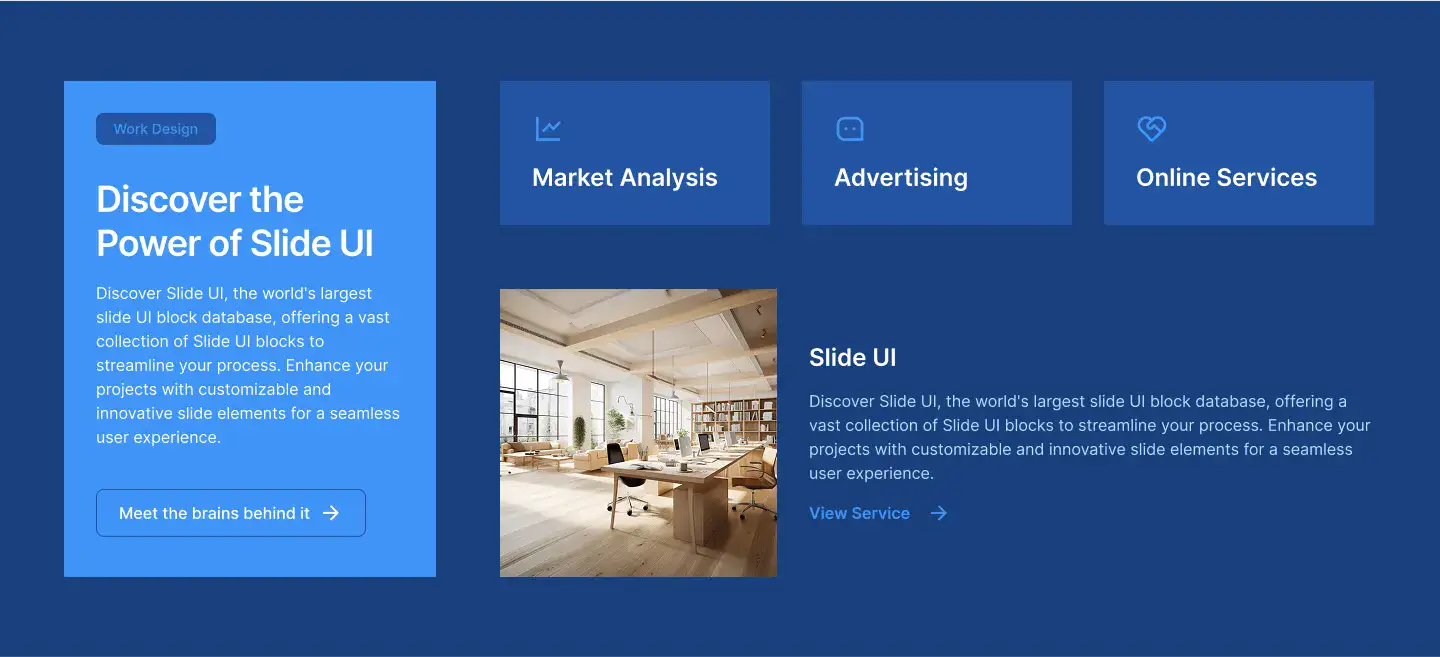 Work Design
Discover the
Power of Slide UI
Discover Slide UI, the world's largest
slide UI block database, offering a vast
collection of Slide UI blocks to
streamline your process. Enhance your
projects with customizable and
innovative slide elements for a seamless
user experience.
Meet the brains behind it
Market Analysis
Advertising
Online Services
Slide UI
Discover Slide UI, the world's largest slide UI block database, offering a
vast collection of Slide UI blocks to streamline your process. Enhance your
projects with customizable and innovative slide elements for a seamless
user experience.
View Service